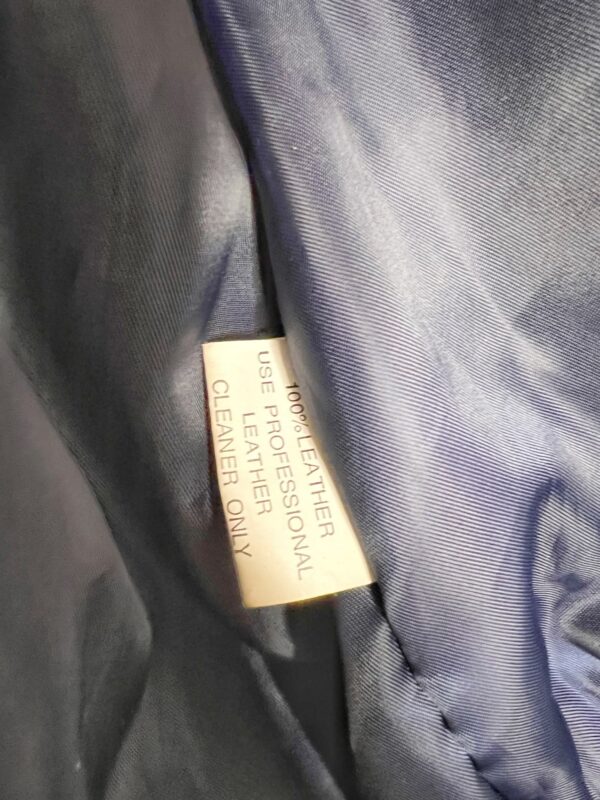 100% LEATHER
USE PROFESSIONAL
LEATHER
CLEANER ONLY